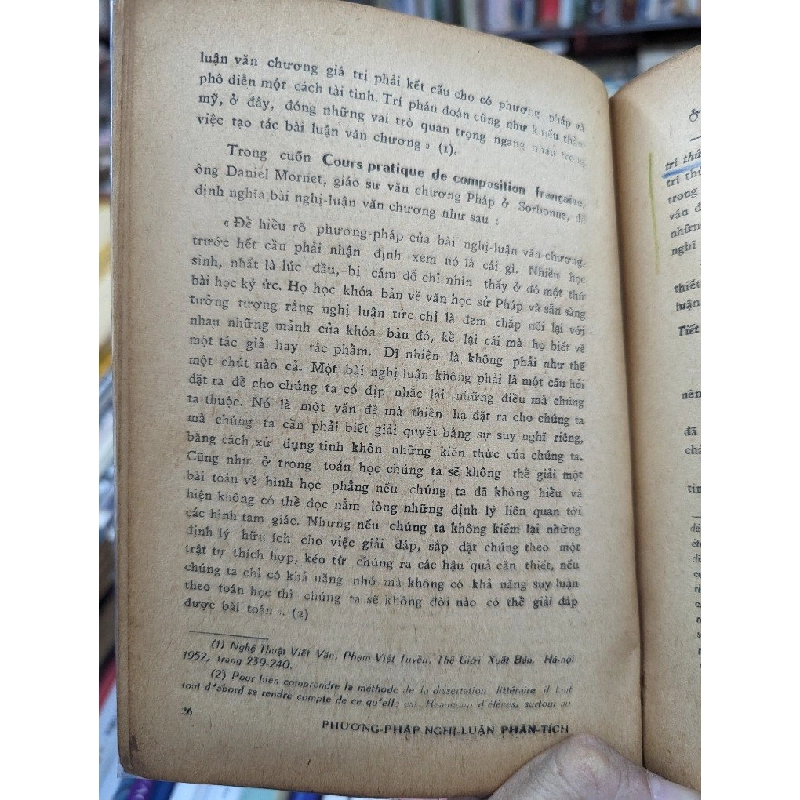 luận văn chương giá trị phải kết cấu cho có phương pháp và
phô diễn một cách tài tình. Trí phán đoán cũng như khiếu thẩm
mỹ, ở đây, đóng những vai trò quan trọng ngang nhau trong
việc tạo tác bài luận văn chương » (1).
Trong cuốn Cours pratique de composition française,
ông Daniel Mornet, giáo sư văn chương Pháp ở Sorbonne, đã
định nghĩa bài nghị-luận văn chương như sau :
« Để hiểu rõ phương-pháp của bài nghị-luận văn-chương,
trước hết cần phải nhận định xem nó là cái gì. Nhiều học
sinh, nhất là lúc đầu, bị cám dỗ chỉ nhìn thấy ở đó một thứ
bài học ký ức. Họ học khóa bản về văn học sử Pháp và sẵn sàng
tưởng tượng rằng nghị luận tức chỉ là đem chắp nối lại với
nhau những mảnh của khóa bản đó, kể lại cái mà họ biết về
một tác giả hay tác phẩm. Dĩ nhiên là không phải như thế
một chút nào cả. Một bài nghị luận không phải là một câu hỏi
đặt ra để cho chúng ta có dịp nhắc lại những điều mà chúng
ta thuộc. Nó là một vấn đề mà thiên hạ đặt ra cho chúng ta
mà chúng ta cần phải biết giải quyết bằng sự suy nghĩ riêng,
bằng cách xử dụng tinh khôn những kiến thức của chúng ta.
Cũng như ở trong toán học chúng ta sẽ không thể giải một
bài toán về hình học phẳng nếu chúng ta đã không hiểu và
hiện không có thể đọc nằm lòng những định lý liên quan tới
các hình tam giác. Nhưng nếu chúng ta không kiếm lại những
định lý hữu ích cho việc giải đáp, sắp đặt chúng theo một
trật tự thích hợp, kéo từ chúng ra các hậu quả cần thiết, nếu
chúng ta chỉ có khả năng nhớ mà không có khả năng suy luận
theo toán học thì chúng ta sẽ không đời nào có thể giải đáp
được bài toán ». (2)
(1) Nghệ Thuật Viết Văn, Phạm Việt Tuyền, Thế Giới Xuất Bản, Hà-nội
1952, trang 239-240.
(2) Pour bien comprendre la méthode de la dissertation littéraire il faut
tout d'abord se rendre compte de ce qu'elle est. d'élèves, surtout au
56
PHƯƠNG-PHÁP NGHỊ-LUẬN PHÂN-TÍCH
Ở
tri thứ
tri thứ
trong
vấn đ
những
nghĩ
thiết
luận
Tiết
nên
đã
ch
tin